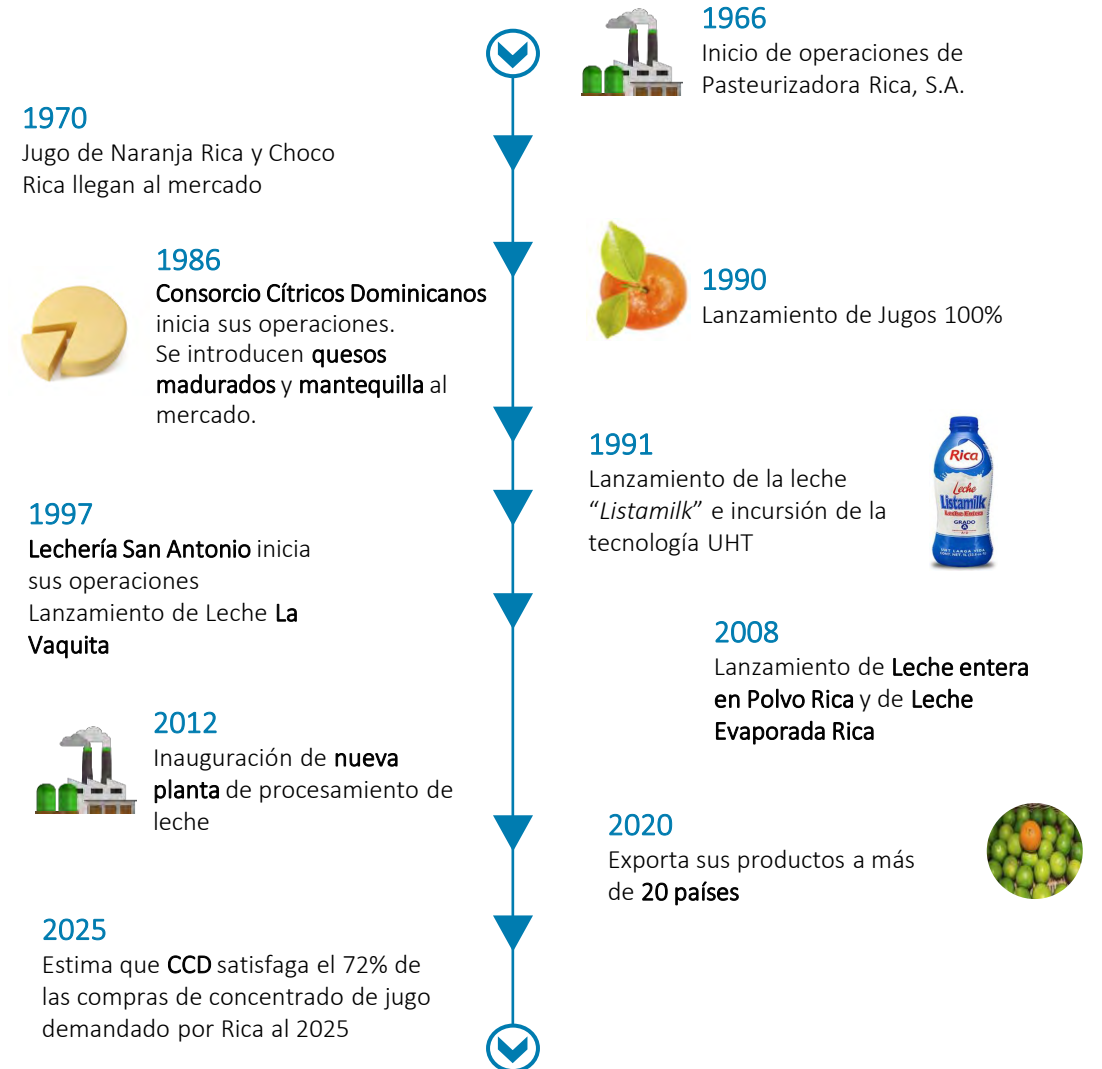 1966
Inicio de operaciones de
Pasteurizadora Rica, S.A.
1970
Jugo de Naranja Rica y Choco
Rica llegan al mercado
1986
Consorcio Cítricos Dominicanos
inicia sus operaciones.
Se introducen quesos
madurados y mantequilla al
mercado.
1990
Lanzamiento de Jugos 100%
1991
Lanzamiento de la leche
“Listamilk” e incursión de la
tecnología UHT
Rica
Leche
Listamilk
Leche Entera
GRADO
A
1997
Lechería San Antonio inicia
sus operaciones
Lanzamiento de Leche La
Vaquita
2008
Lanzamiento de Leche entera
en Polvo Rica y de Leche
Evaporada Rica
2012
Inauguración de nueva
planta de procesamiento de
leche
2020
Exporta sus productos a más
de 20 países
2025
Estima que CCD satisfaga el 72% de
las compras de concentrado de jugo
demandado por Rica al 2025